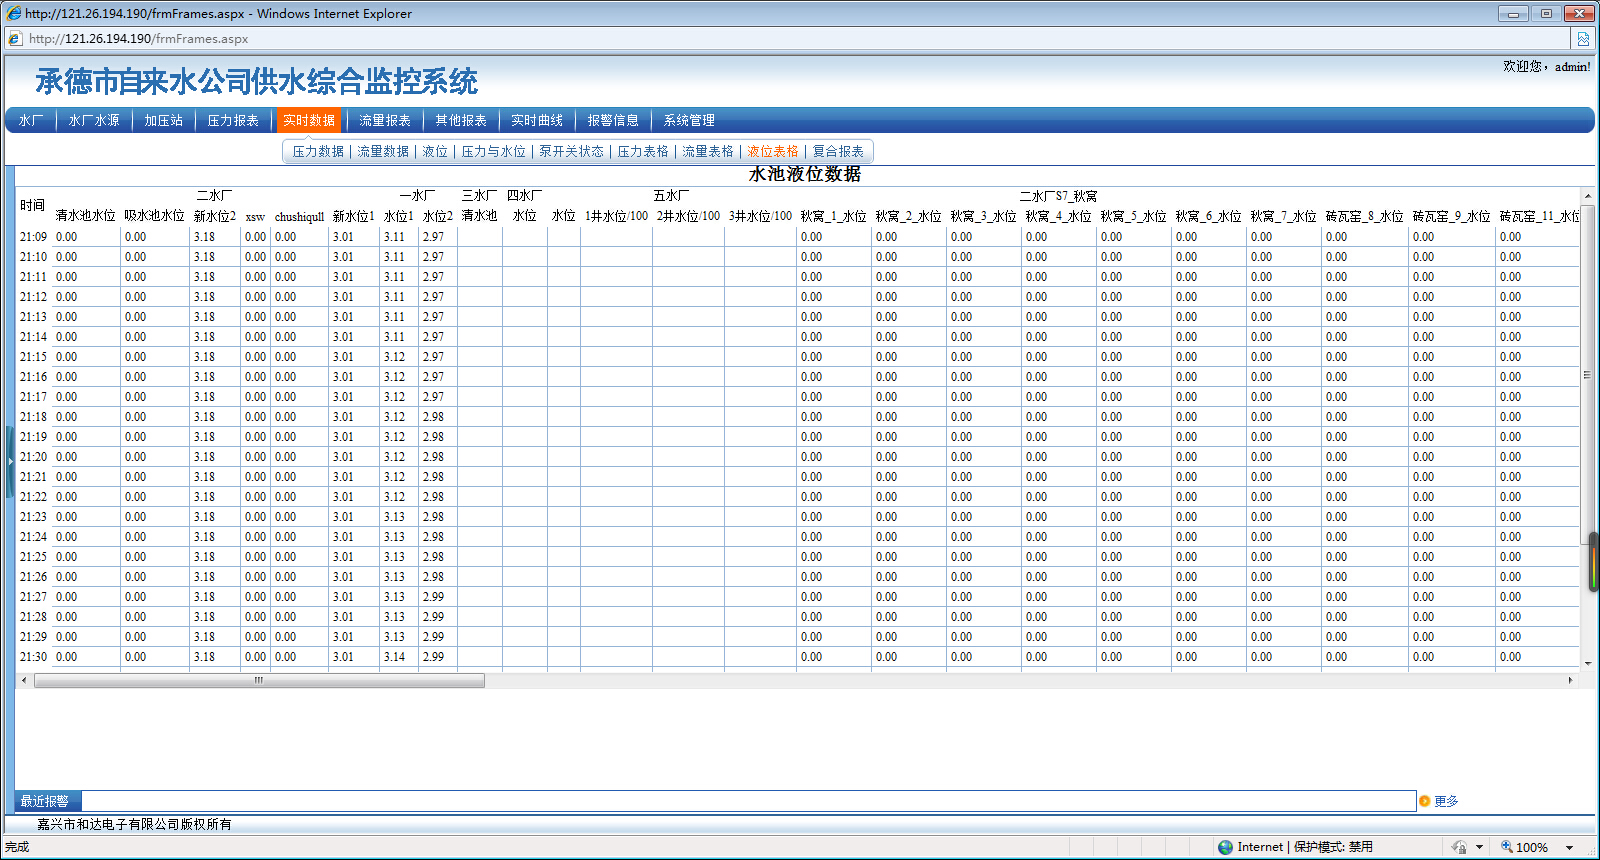 http://121.26.194.190/frmFrames.aspx - Windows Internet Explorer
http://121.26.194.190/frmFrames.aspx
欢迎您，admin!
承德市自来水公司供水综合监控系统
水厂 水厂水源 加压站 压力报表 实时数据 流量报表 其他报表 实时曲线 报警信息 系统管理
压力数据 | 流量数据 | 液位 | 压力与水位 | 泵开关状态 | 压力表格 | 流量表格 | 液位表格 | 复合报表
水池液位数据
时间 二水厂 一水厂 三水厂 四水厂 五水厂 二水厂S7_秋窝
清水池水位 吸水池水位 新水位2 xsw chushiqull 新水位1 水位1 水位2 清水池 水位 水位 1井水位/100 2井水位/100 3井水位/100 秋窝_1_水位 秋窝_2_水位 秋窝_3_水位 秋窝_4_水位 秋窝_5_水位 秋窝_6_水位 秋窝_7_水位 砖瓦窑_8_水位 砖瓦窑_9_水位 砖瓦窑_11_水位
21:09 0.00 0.00 3.18 0.00 0.00 3.01 3.11 2.97 0.00 0.00 0.00 0.00 0.00 0.00 0.00 0.00 0.00 0.00
21:10 0.00 0.00 3.18 0.00 0.00 3.01 3.11 2.97 0.00 0.00 0.00 0.00 0.00 0.00 0.00 0.00 0.00 0.00
21:11 0.00 0.00 3.18 0.00 0.00 3.01 3.11 2.97 0.00 0.00 0.00 0.00 0.00 0.00 0.00 0.00 0.00 0.00
21:12 0.00 0.00 3.18 0.00 0.00 3.01 3.11 2.97 0.00 0.00 0.00 0.00 0.00 0.00 0.00 0.00 0.00 0.00
21:13 0.00 0.00 3.18 0.00 0.00 3.01 3.11 2.97 0.00 0.00 0.00 0.00 0.00 0.00 0.00 0.00 0.00 0.00
21:14 0.00 0.00 3.18 0.00 0.00 3.01 3.11 2.97 0.00 0.00 0.00 0.00 0.00 0.00 0.00 0.00 0.00 0.00
21:15 0.00 0.00 3.18 0.00 0.00 3.01 3.12 2.97 0.00 0.00 0.00 0.00 0.00 0.00 0.00 0.00 0.00 0.00
21:16 0.00 0.00 3.18 0.00 0.00 3.01 3.12 2.97 0.00 0.00 0.00 0.00 0.00 0.00 0.00 0.00 0.00 0.00
21:17 0.00 0.00 3.18 0.00 0.00 3.01 3.12 2.97 0.00 0.00 0.00 0.00 0.00 0.00 0.00 0.00 0.00 0.00
21:18 0.00 0.00 3.18 0.00 0.00 3.01 3.12 2.98 0.00 0.00 0.00 0.00 0.00 0.00 0.00 0.00 0.00 0.00
21:19 0.00 0.00 3.18 0.00 0.00 3.01 3.12 2.98 0.00 0.00 0.00 0.00 0.00 0.00 0.00 0.00 0.00 0.00
21:20 0.00 0.00 3.18 0.00 0.00 3.01 3.12 2.98 0.00 0.00 0.00 0.00 0.00 0.00 0.00 0.00 0.00 0.00
21:21 0.00 0.00 3.18 0.00 0.00 3.01 3.12 2.98 0.00 0.00 0.00 0.00 0.00 0.00 0.00 0.00 0.00 0.00
21:22 0.00 0.00 3.18 0.00 0.00 3.01 3.12 2.98 0.00 0.00 0.00 0.00 0.00 0.00 0.00 0.00 0.00 0.00
21:23 0.00 0.00 3.18 0.00 0.00 3.01 3.13 2.98 0.00 0.00 0.00 0.00 0.00 0.00 0.00 0.00 0.00 0.00
21:24 0.00 0.00 3.18 0.00 0.00 3.01 3.13 2.98 0.00 0.00 0.00 0.00 0.00 0.00 0.00 0.00 0.00 0.00
21:25 0.00 0.00 3.18 0.00 0.00 3.01 3.13 2.98 0.00 0.00 0.00 0.00 0.00 0.00 0.00 0.00 0.00 0.00
21:26 0.00 0.00 3.18 0.00 0.00 3.01 3.13 2.98 0.00 0.00 0.00 0.00 0.00 0.00 0.00 0.00 0.00 0.00
21:27 0.00 0.00 3.18 0.00 0.00 3.01 3.13 2.99 0.00 0.00 0.00 0.00 0.00 0.00 0.00 0.00 0.00 0.00
21:28 0.00 0.00 3.18 0.00 0.00 3.01 3.13 2.99 0.00 0.00 0.00 0.00 0.00 0.00 0.00 0.00 0.00 0.00
21:29 0.00 0.00 3.18 0.00 0.00 3.01 3.13 2.99 0.00 0.00 0.00 0.00 0.00 0.00 0.00 0.00 0.00 0.00
21:30 0.00 0.00 3.18 0.00 0.00 3.01 3.14 2.99 0.00 0.00 0.00 0.00 0.00 0.00 0.00 0.00 0.00 0.00
最近报警 更多
嘉兴市和达电子有限公司版权所有
完成 Internet | 保护模式: 禁用 100%